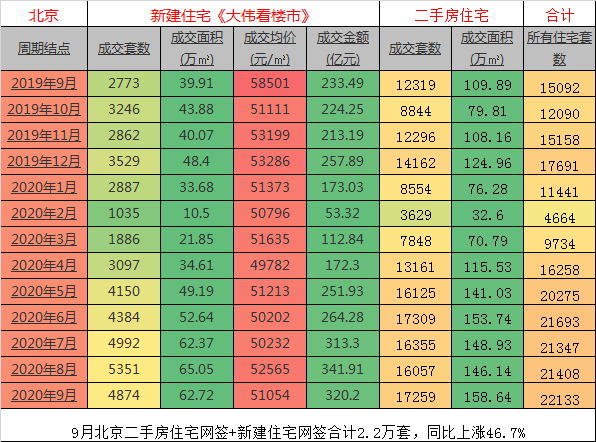 北京 新建住宅《大伟看楼市》 二手房住宅 合计
周期结点 成交套数 成交面积（万㎡） 成交均价（元/㎡） 成交金额（亿元） 成交套数 成交面积（万㎡） 所有住宅套数
2019年9月 2773 39.91 58501 233.49 12319 109.89 15092
2019年10月 3246 43.88 51111 224.25 8844 79.81 12090
2019年11月 2862 40.07 53199 213.19 12296 108.16 15158
2019年12月 3529 48.4 53286 257.89 14162 124.96 17691
2020年1月 2887 33.68 51373 173.03 8554 76.28 11441
2020年2月 1035 10.5 50796 53.32 3629 32.6 4664
2020年3月 1886 21.85 51635 112.84 7848 70.79 9734
2020年4月 3097 34.61 49782 172.3 13161 115.53 16258
2020年5月 4150 49.19 51213 251.93 16125 141.03 20275
2020年6月 4384 52.64 50202 264.28 17309 153.74 21693
2020年7月 4992 62.37 50232 313.3 16355 148.93 21347
2020年8月 5351 65.05 52565 341.91 16057 146.14 21408
2020年9月 4874 62.72 51054 320.2 17259 158.64 22133
9月北京二手房住宅网签+新建住宅网签合计2.2万套，同比上涨46.7%